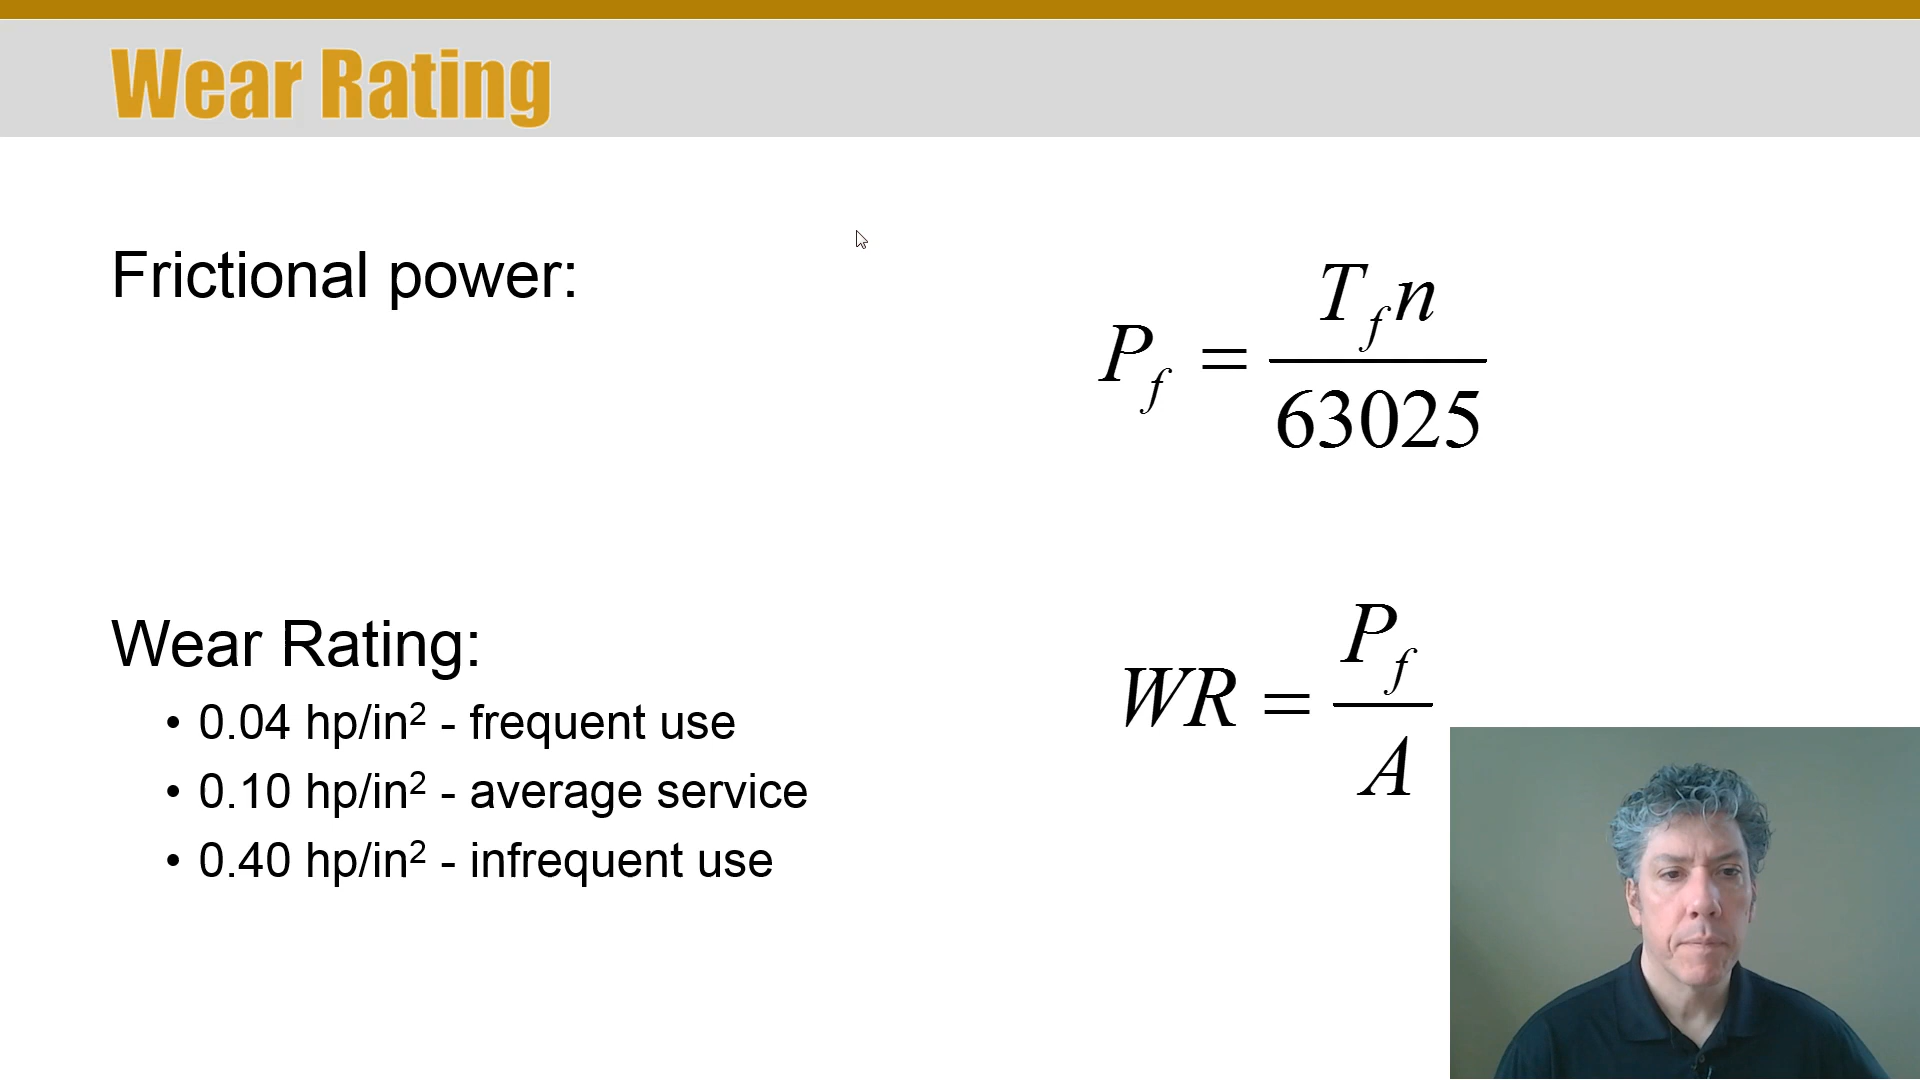 Wear Rating
Frictional power:
P_f = T_f n / 63025
Wear Rating:
WR = P_f / A
• 0.04 hp/in² - frequent use
• 0.10 hp/in² - average service
• 0.40 hp/in² - infrequent use